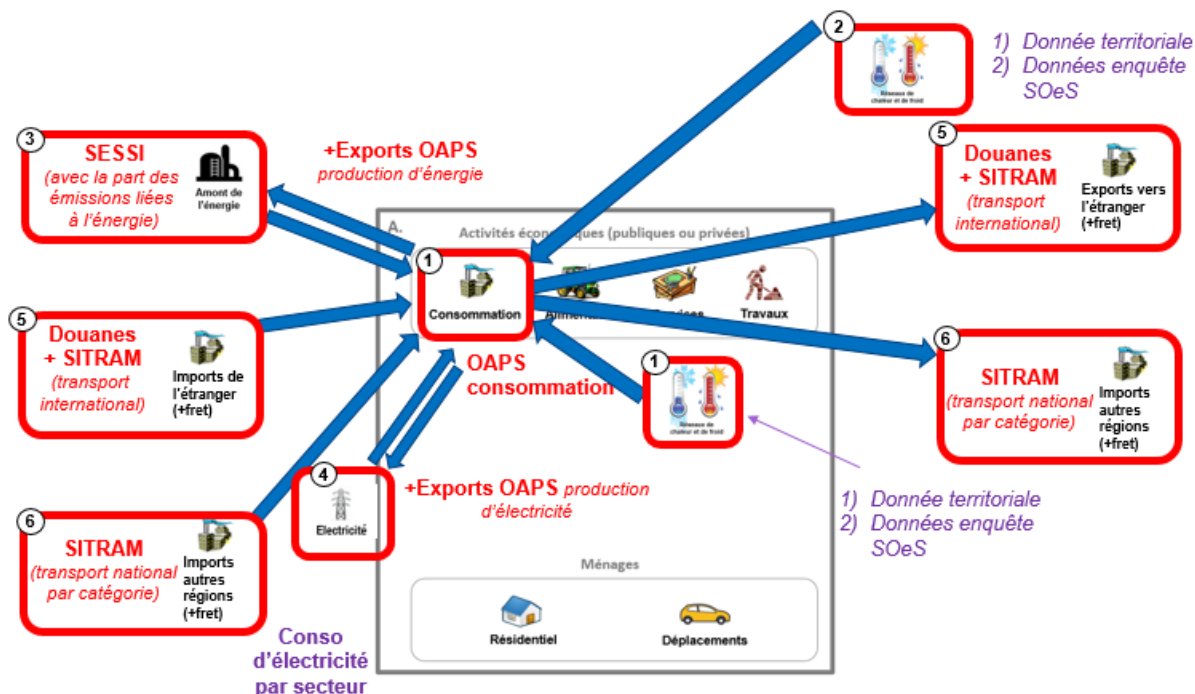 2
Réseaux de
chaleur et de froid
1) Donnée territoriale
2) Données enquête
SOeS
3
SESSI
(avec la part des
émissions liées
à l'énergie)
Amont de
l'énergie
+Exports OAPS
production d'énergie
5
Douanes
+ SITRAM
(transport
international)
Exports vers
l'étranger
(+fret)
A.
Activités économiques (publiques ou privées)
1
Consommation
Travaux
5
Douanes
+ SITRAM
(transport
international)
Imports de
l'étranger
(+fret)
OAPS
consommation
1
Réseaux de
chaleur et de froid
6
SITRAM
(transport national
par catégorie)
Imports
autres
régions
(+fret)
4
Electricité
+Exports OAPS production
d'électricité
1) Donnée territoriale
2) Données enquête
SOeS
6
SITRAM
(transport national
par catégorie)
Imports
autres
régions
(+fret)
Ménages
Résidentiel
Déplacements
Conso
d'électricité
par secteur